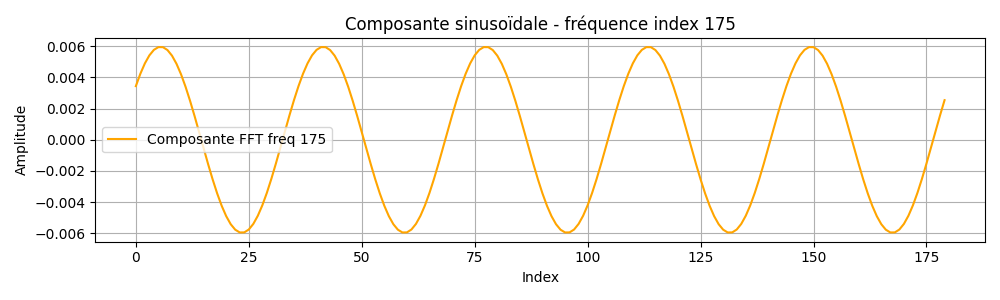 Composante sinusoïdale - fréquence index 175
Amplitude
0.006
0.004
0.002
0.000
−0.002
−0.004
−0.006
Composante FFT freq 175
0 25 50 75 100 125 150 175
Index